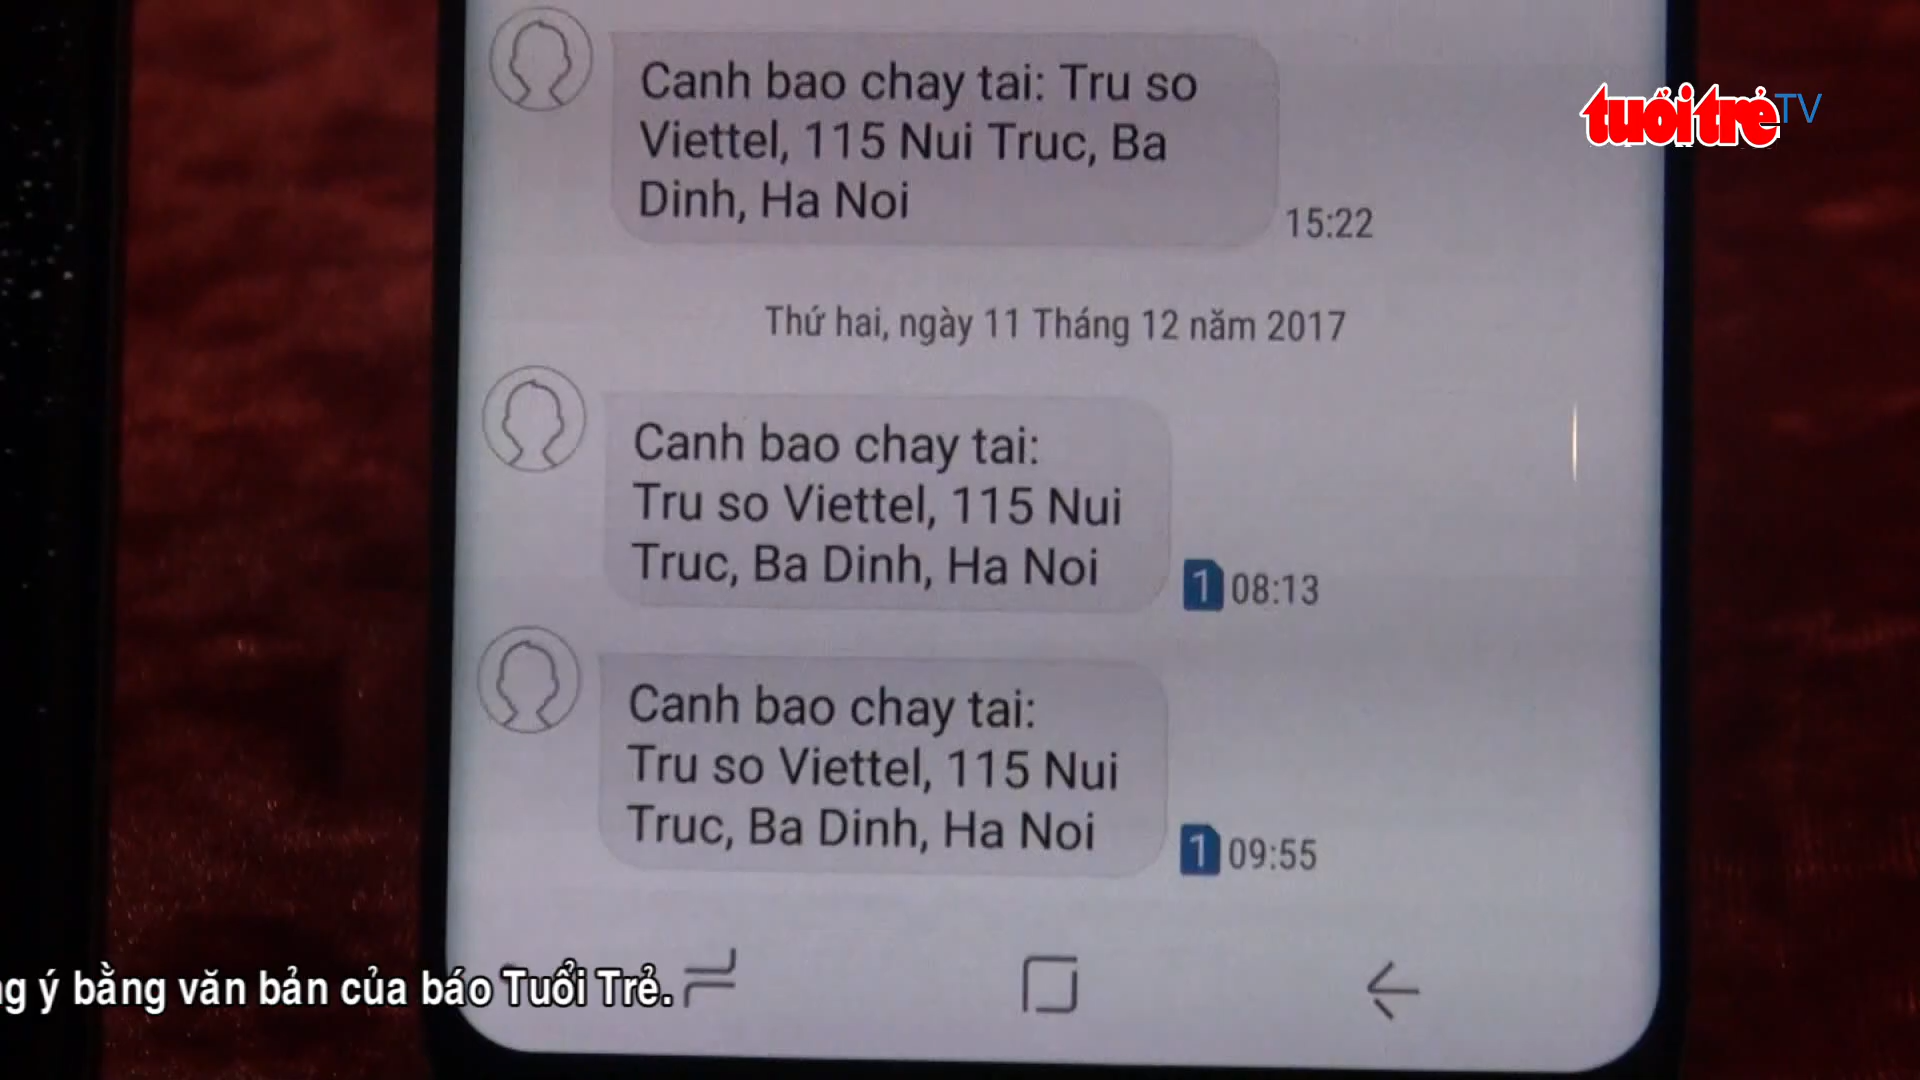 Canh bao chay tai: Tru so
Viettel, 115 Nui Truc, Ba
Dinh, Ha Noi
15:22
tuổi trẻ TV
Thứ hai, ngày 11 Tháng 12 năm 2017
Canh bao chay tai:
Tru so Viettel, 115 Nui
Truc, Ba Dinh, Ha Noi
1 08:13
Canh bao chay tai:
Tru so Viettel, 115 Nui
Truc, Ba Dinh, Ha Noi
1 09:55
ý bằng văn bản của báo Tuổi Trẻ.